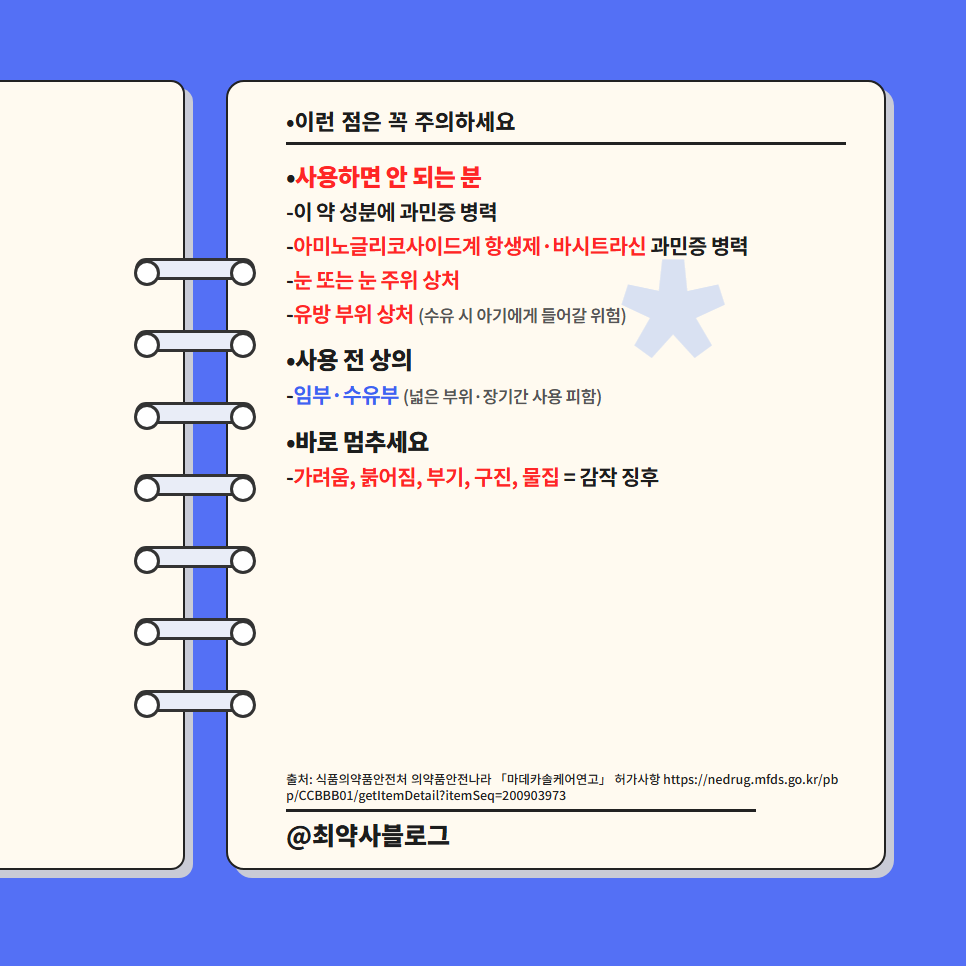 •이런 점은 꼭 주의하세요
•사용하면 안 되는 분
-이 약 성분에 과민증 병력
-아미노글리코사이드계 항생제·바시트라신 과민증 병력
-눈 또는 눈 주위 상처
-유방 부위 상처 (수유 시 아기에게 들어갈 위험)
•사용 전 상의
-임부·수유부 (넓은 부위·장기간 사용 피함)
•바로 멈추세요
-가려움, 붉어짐, 부기, 구진, 물집 = 감작 징후
출처: 식품의약품안전처 의약품안전나라 「마데카솔케어연고」 허가사항 https://nedrug.mfds.go.kr/pb
p/CCBBB01/getItemDetail?itemSeq=200903973
@최약사블로그